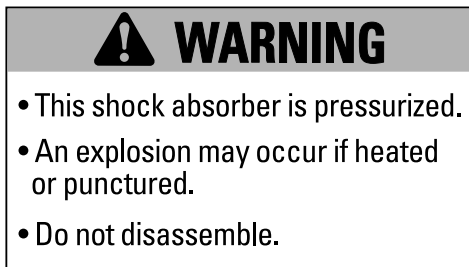 WARNING
• This shock absorber is pressurized.
• An explosion may occur if heated
or punctured.
• Do not disassemble.